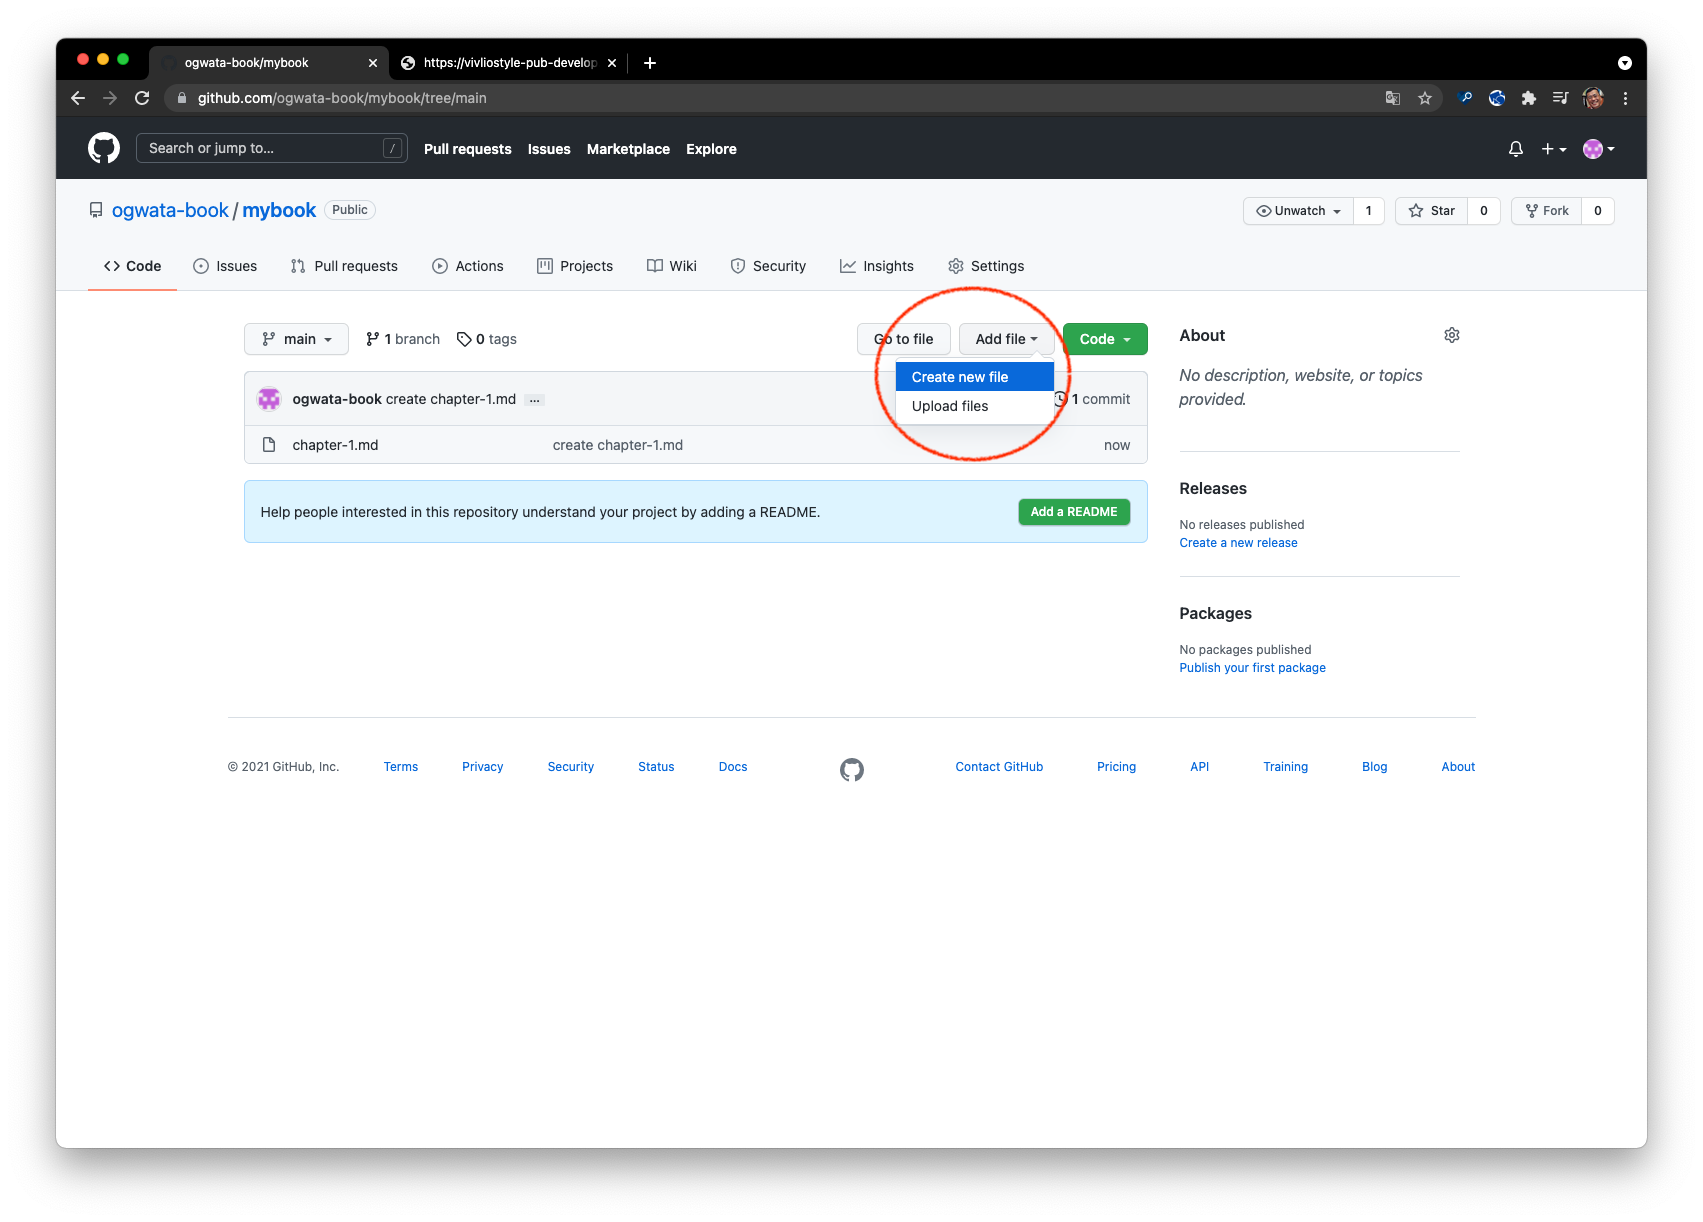 ogwata-book/mybook
https://vivliostyle-pub-develop
github.com/ogwata-book/mybook/tree/main
Search or jump to... /
Pull requests Issues Marketplace Explore
ogwata-book / mybook Public
Unwatch 1 Star 0 Fork 0
Code Issues Pull requests Actions Projects Wiki Security Insights Settings
main 1 branch 0 tags Go to file Add file Code
Create new file
Upload files
ogwata-book create chapter-1.md ... 1 commit
chapter-1.md create chapter-1.md now
Help people interested in this repository understand your project by adding a README. Add a README
About
No description, website, or topics
provided.
Releases
No releases published
Create a new release
Packages
No packages published
Publish your first package
© 2021 GitHub, Inc. Terms Privacy Security Status Docs Contact GitHub Pricing API Training Blog About